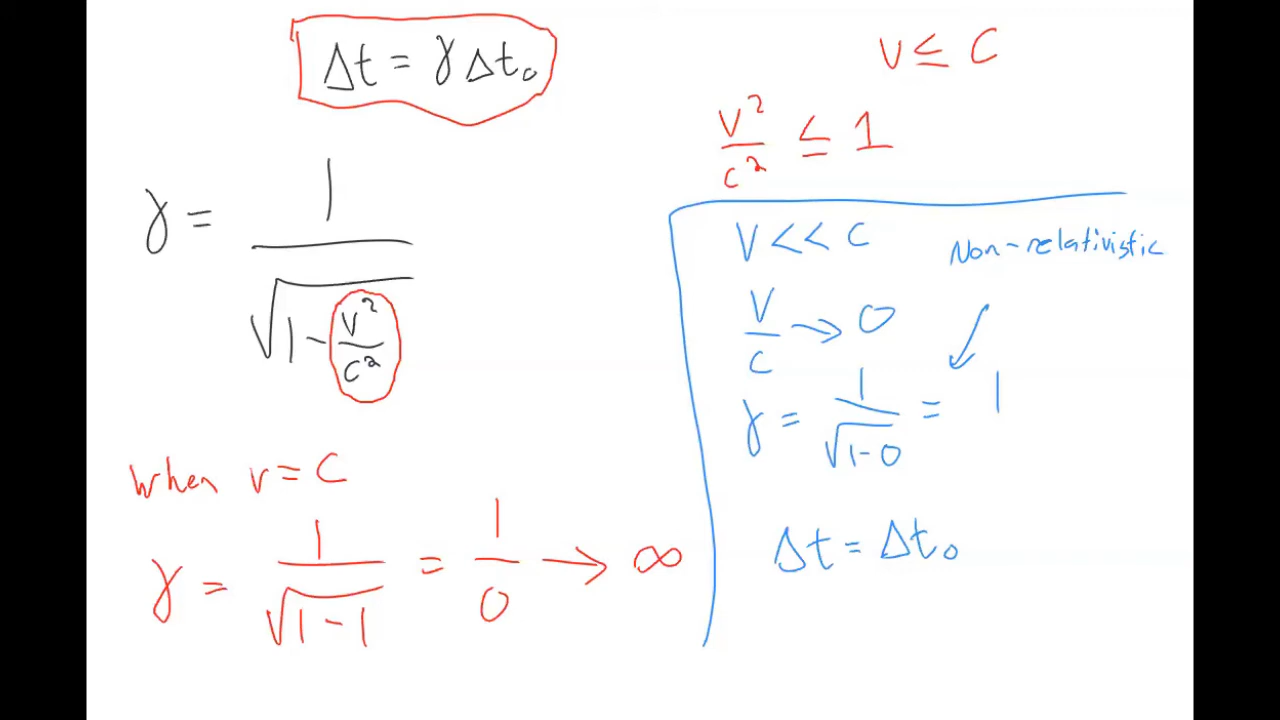 Δt = γΔt₀
γ = 1/√(1 - v²/c²)
when v = c
γ = 1/√(1-1) = 1/0 → ∞
v ≤ c
v²/c² ≤ 1
v << c Non-relativistic
v/c → 0
γ = 1/√(1-0) = 1
Δt = Δt₀